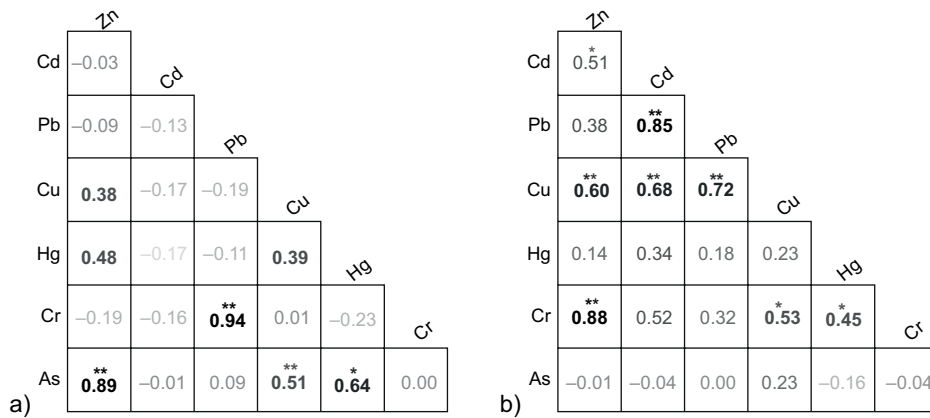 Zn
Cd −0.03 Cd
Pb −0.09 −0.13 Pb
Cu 0.38 −0.17 −0.19 Cu
Hg 0.48 −0.17 −0.11 0.39 Hg
Cr −0.19 −0.16 **0.94 0.01 −0.23 Cr
As **0.89 −0.01 0.09 **0.51 *0.64 0.00
a)
Zn
Cd *0.51 Cd
Pb 0.38 **0.85 Pb
Cu **0.60 **0.68 **0.72 Cu
Hg 0.14 0.34 0.18 0.23 Hg
Cr **0.88 0.52 0.32 *0.53 *0.45 Cr
As −0.01 −0.04 0.00 0.23 −0.16 −0.04
b)